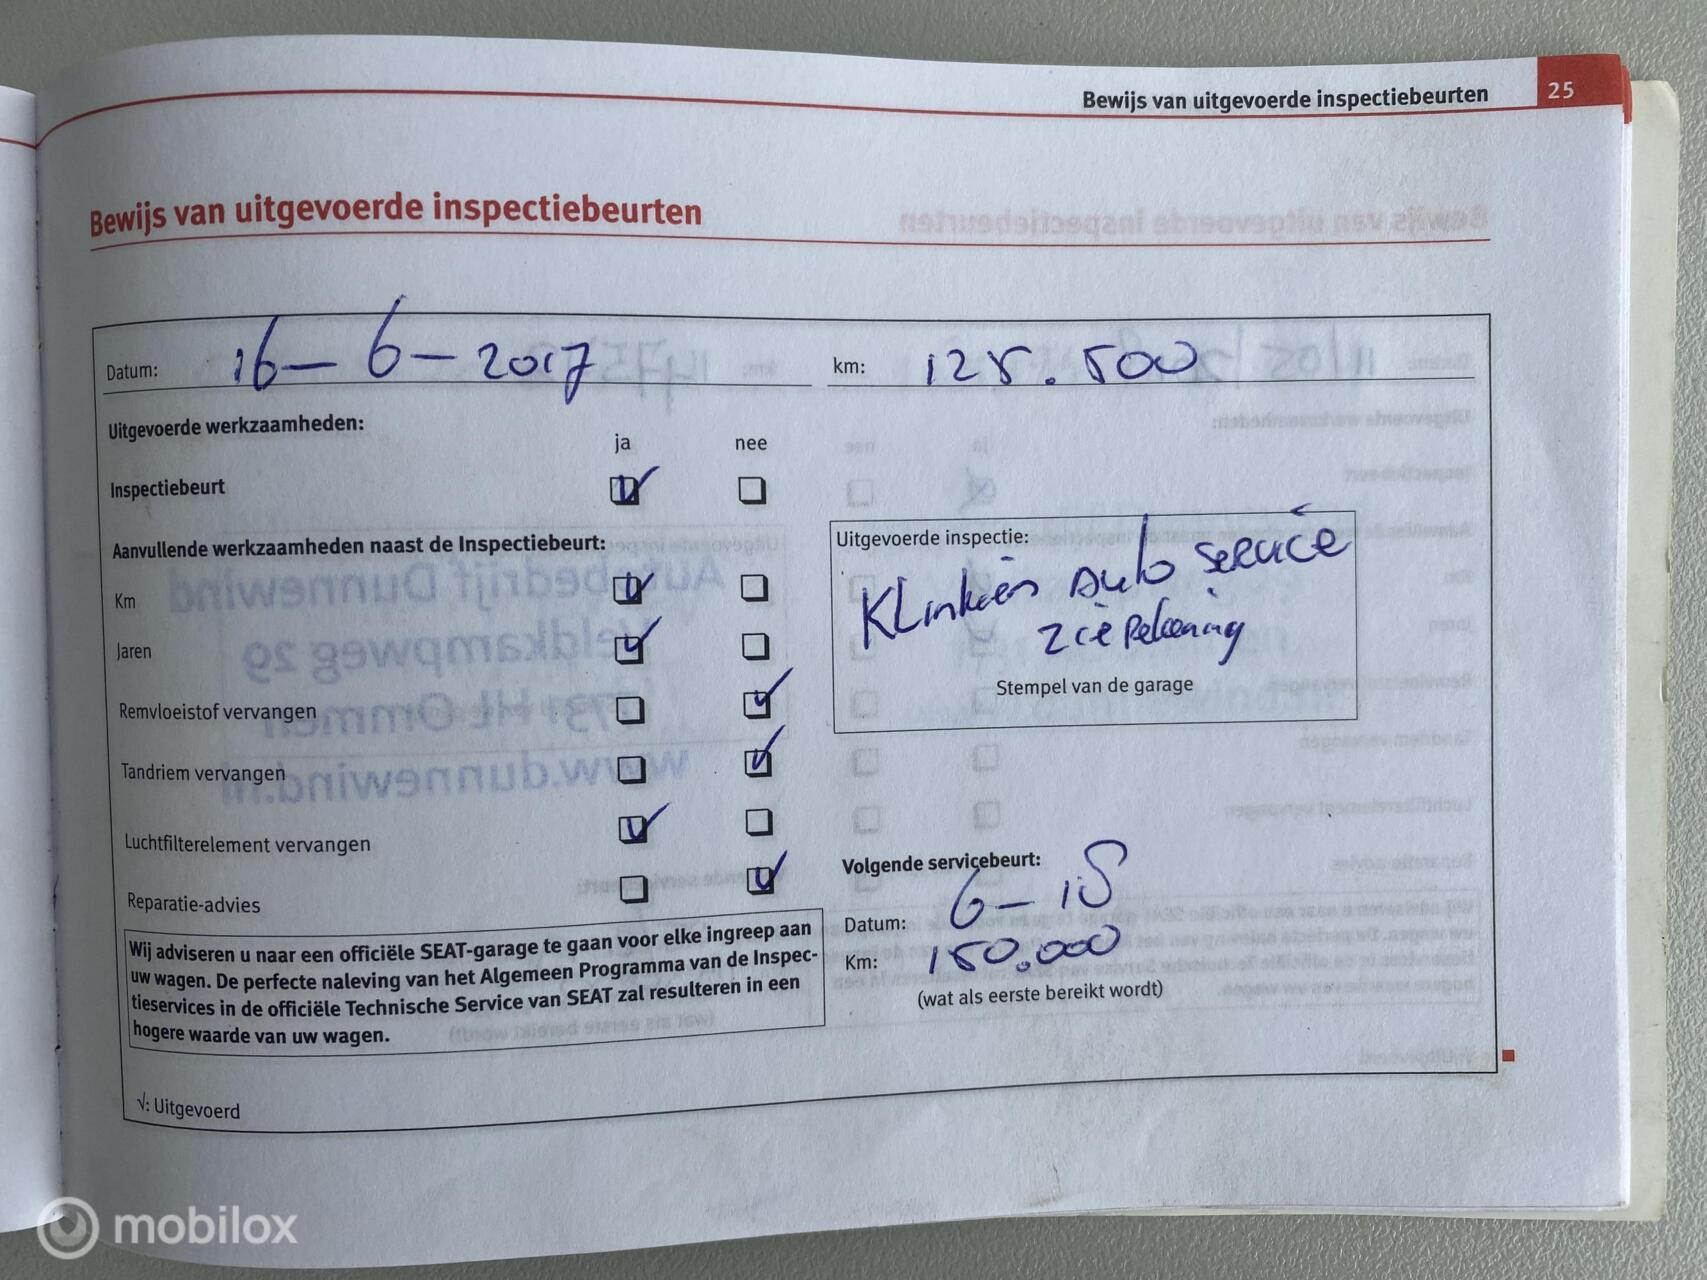 Bewijs van uitgevoerde inspectiebeurten 25
Bewijs van uitgevoerde inspectiebeurten
Datum: 16-6-2017 km: 125.500
Uitgevoerde werkzaamheden:
ja nee
Inspectiebeurt
Aanvullende werkzaamheden naast de Inspectiebeurt:
Km
Jaren
Remvloeistof vervangen
Tandriem vervangen
Luchtfilterelement vervangen
Reparatie-advies
Uitgevoerde inspectie:
Auto service
zie Rekening
Stempel van de garage
Volgende servicebeurt:
Datum: 6-18
Km: 150.000
(wat als eerste bereikt wordt)
Wij adviseren u naar een officiële SEAT-garage te gaan voor elke ingreep aan
uw wagen. De perfecte naleving van het Algemeen Programma van de Inspec-
tieservices in de officiële Technische Service van SEAT zal resulteren in een
hogere waarde van uw wagen.
√: Uitgevoerd
mobilox